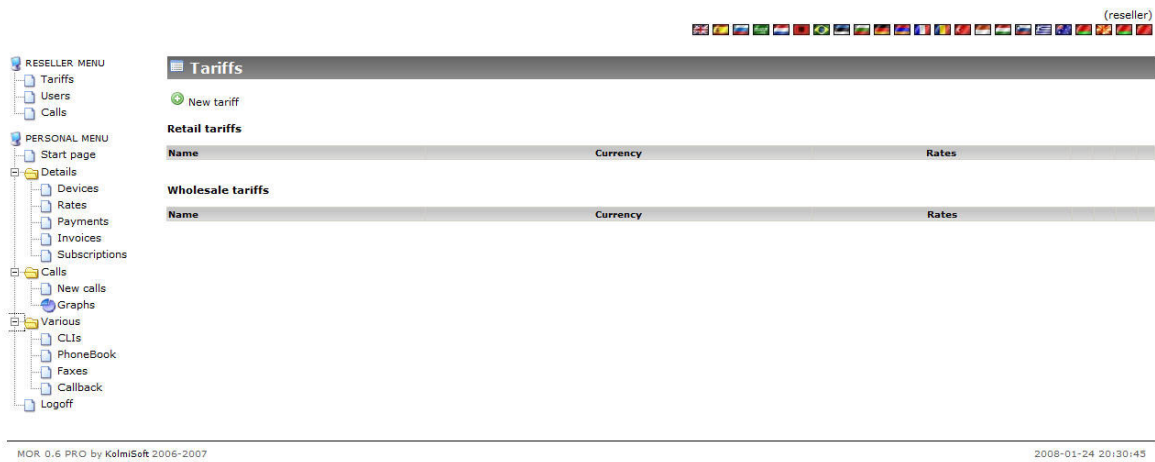 (reseller)
RESELLER MENU
Tariffs
Users
Calls
PERSONAL MENU
Start page
Details
Devices
Rates
Payments
Invoices
Subscriptions
Calls
New calls
Graphs
Various
CLIs
PhoneBook
Faxes
Callback
Logoff
Tariffs
New tariff
Retail tariffs
Name Currency Rates
Wholesale tariffs
Name Currency Rates
MOR 0.6 PRO by KolmiSoft 2006-2007 2008-01-24 20:30:45